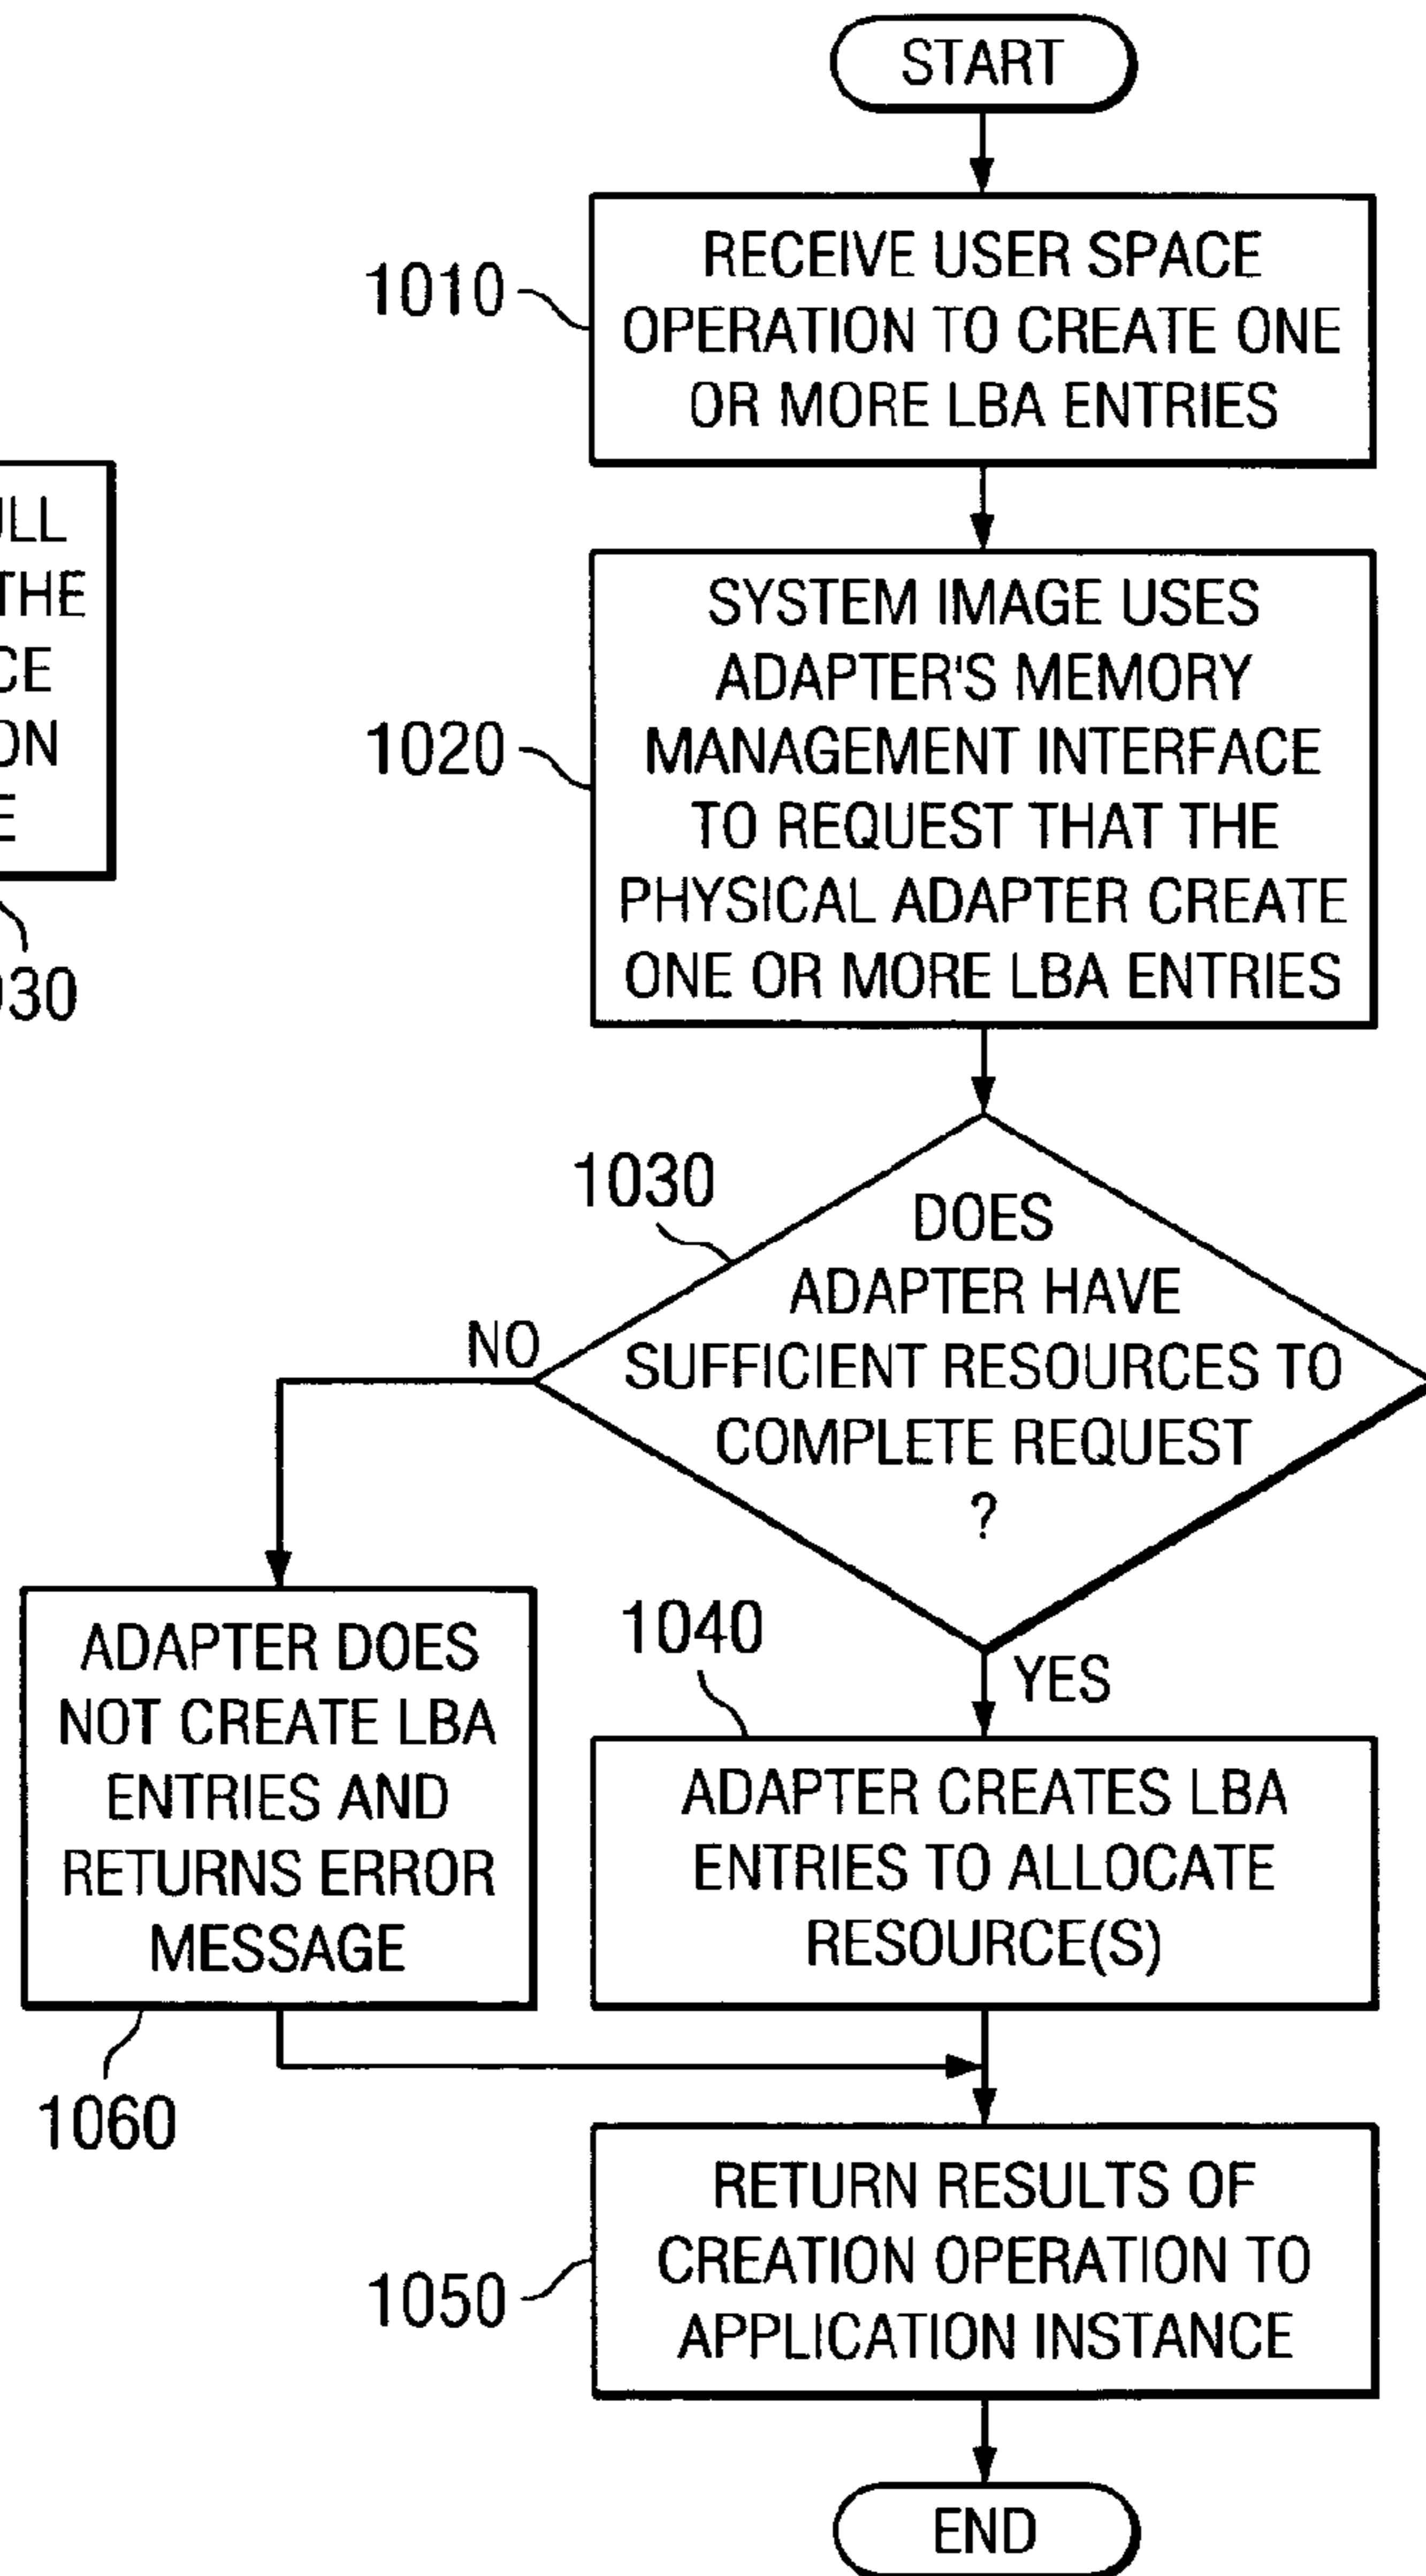 START
1010
RECEIVE USER SPACE
OPERATION TO CREATE ONE
OR MORE LBA ENTRIES
THE
1020
SYSTEM IMAGE USES
ADAPTER'S MEMORY
MANAGEMENT INTERFACE
TO REQUEST THAT THE
PHYSICAL ADAPTER CREATE
ONE OR MORE LBA ENTRIES
1030
DOES
ADAPTER HAVE
SUFFICIENT RESOURCES TO
COMPLETE REQUEST
?
NO
YES
ADAPTER DOES
NOT CREATE LBA
ENTRIES AND
RETURNS ERROR
MESSAGE
1060
1040
ADAPTER CREATES LBA
ENTRIES TO ALLOCATE
RESOURCE(S)
1050
RETURN RESULTS OF
CREATION OPERATION TO
APPLICATION INSTANCE
END